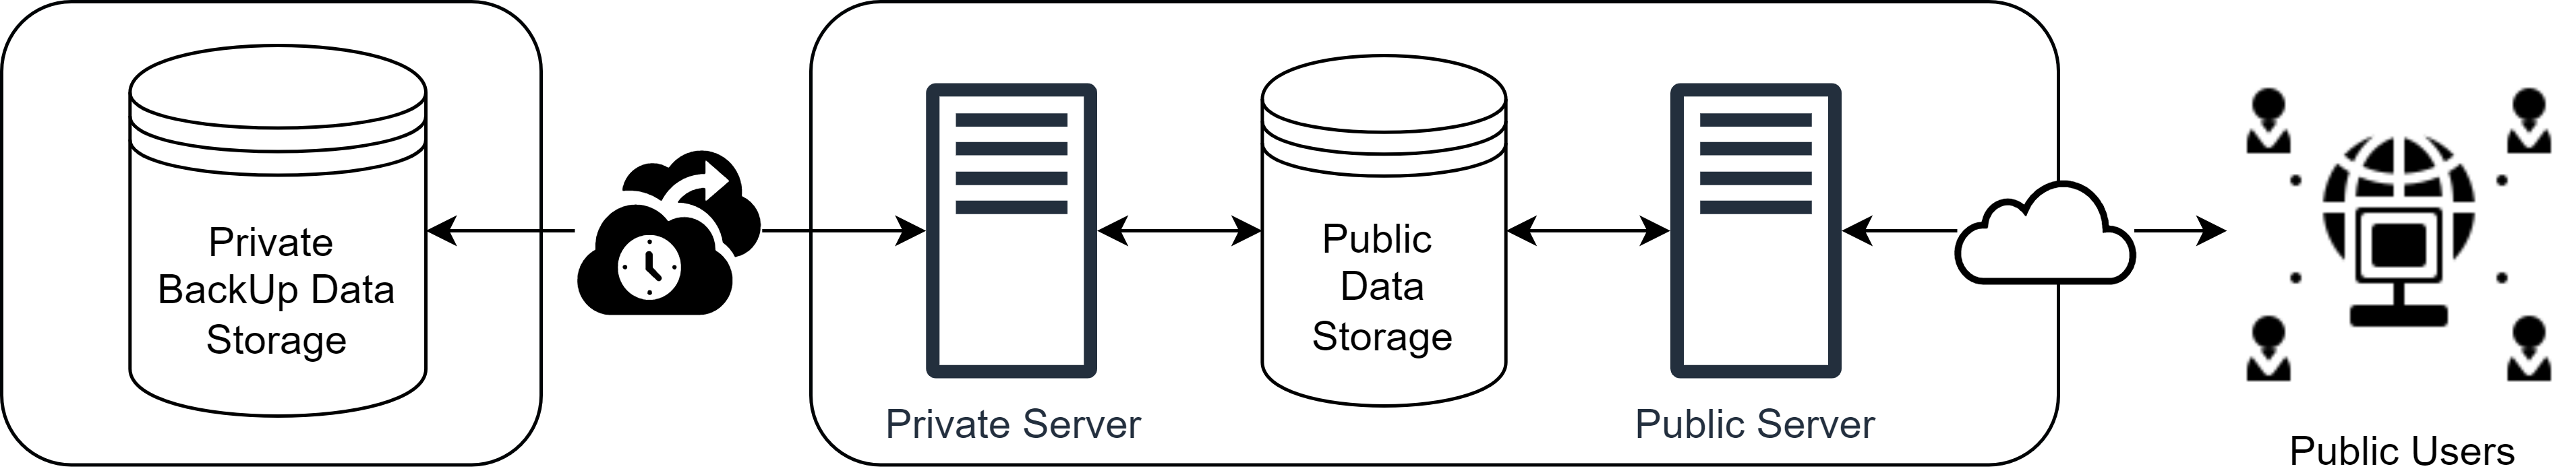 Private
BackUp Data
Storage
Private Server
Public
Data
Storage
Public Server
Public Users